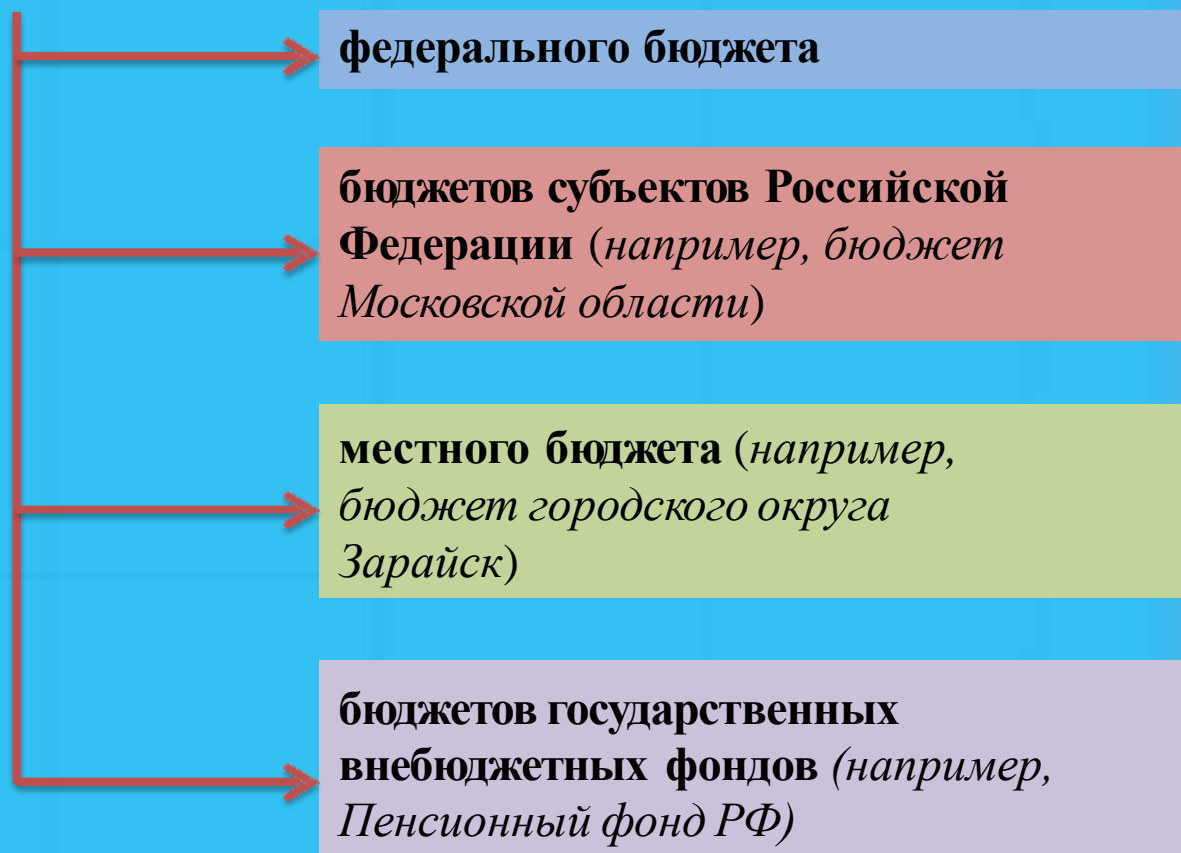 федерального бюджета
бюджетов субъектов Российской
Федерации (например, бюджет
Московской области)
местного бюджета (например,
бюджет городского округа
Зарайск)
бюджетов государственных
внебюджетных фондов (например,
Пенсионный фонд РФ)